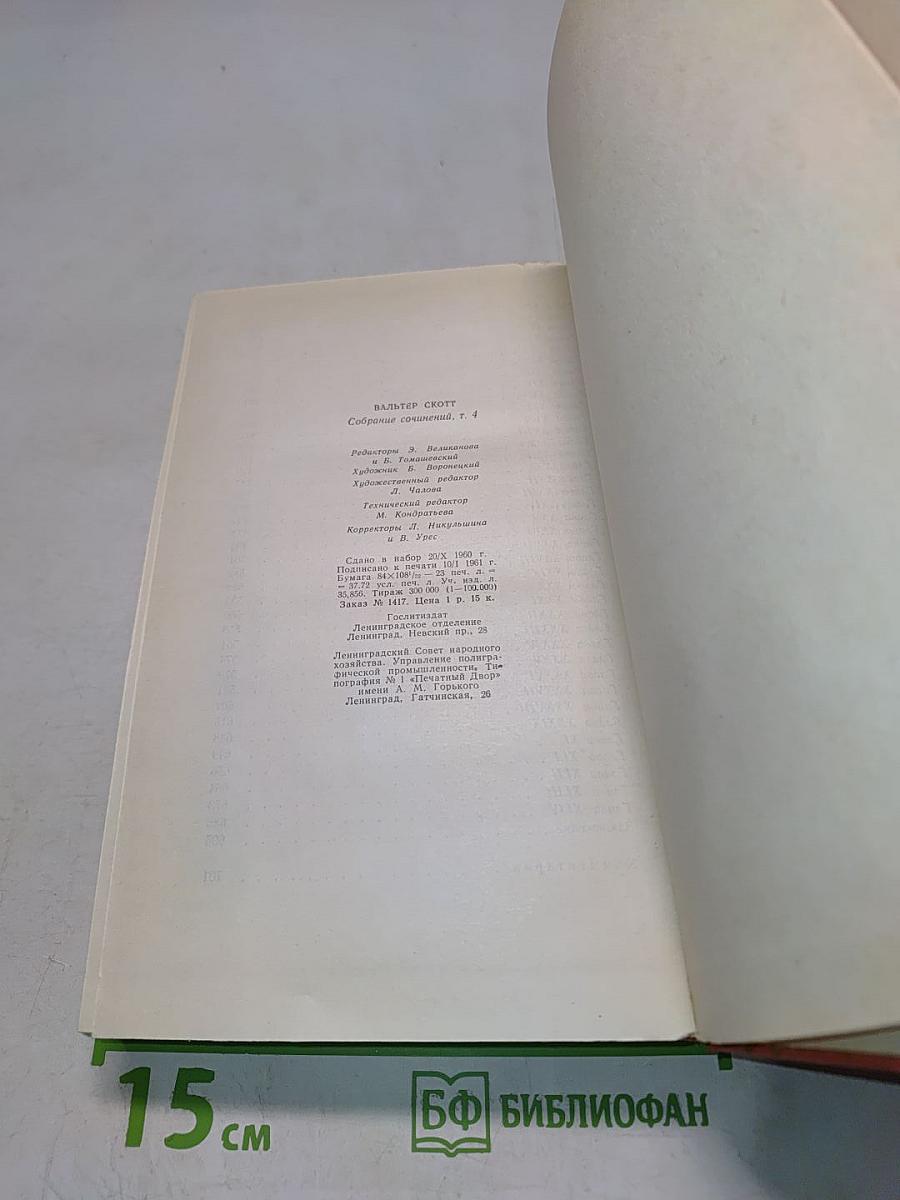 ВАЛЬТЕР СКОТТ
Собрание сочинений, т. 4
Редакторы Э. Великанова
и Б. Томашевский
Художник Б. Воронецкий
Художественный редактор
Л. Чалова
Технический редактор
М. Кондратьева
Корректоры Л. Никульшина
и В. Урес
Сдано в набор 20/X 1960 г.
Подписано к печати 10/I 1961 г.
Бумага 84×108¹/₃₂ — 23 печ. л. =
= 37,72 усл. печ. л. Уч. изд. л.
35,856. Тираж 300 000 (1—100.000)
Заказ № 1417. Цена 1 р. 15 к.
Гослитиздат
Ленинградское отделение
Ленинград, Невский пр., 28
Ленинградский Совет народного
хозяйства. Управление полигра-
фической промышленности. Ти-
пография № 1 «Печатный Двор»
имени А. М. Горького
Ленинград, Гатчинская, 26
15 см
БФ БИБЛИОФАН